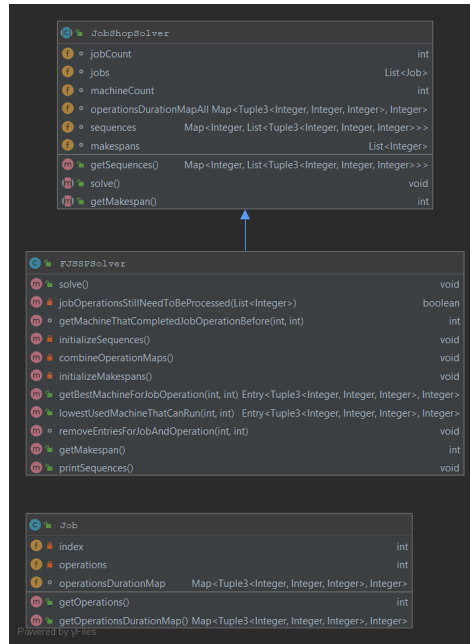 JobShopSolver
jobCount int
jobs List<Job>
machineCount int
operationsDurationMapAll Map<Tuple3<Integer, Integer, Integer>, Integer>
sequences Map<Integer, List<Tuple3<Integer, Integer, Integer>>>
makespans List<Integer>
getSequences() Map<Integer, List<Tuple3<Integer, Integer, Integer>>>
solve() void
getMakespan() int
FJSSPSolver
solve() void
jobOperationsStillNeedToBeProcessed(List<Integer>) boolean
getMachineThatCompletedJobOperationBefore(int, int) int
initializeSequences() void
combineOperationMaps() void
initializeMakespans() void
getBestMachineForJobOperation(int, int) Entry<Tuple3<Integer, Integer, Integer>, Integer>
lowestUsedMachineThatCanRun(int, int) Entry<Tuple3<Integer, Integer, Integer>, Integer>
removeEntriesForJobAndOperation(int, int) void
getMakespan() int
printSequences() void
Job
index int
operations int
operationsDurationMap Map<Tuple3<Integer, Integer, Integer>, Integer>
getOperations() int
getOperationsDurationMap() Map<Tuple3<Integer, Integer, Integer>, Integer>
Powered by yFiles